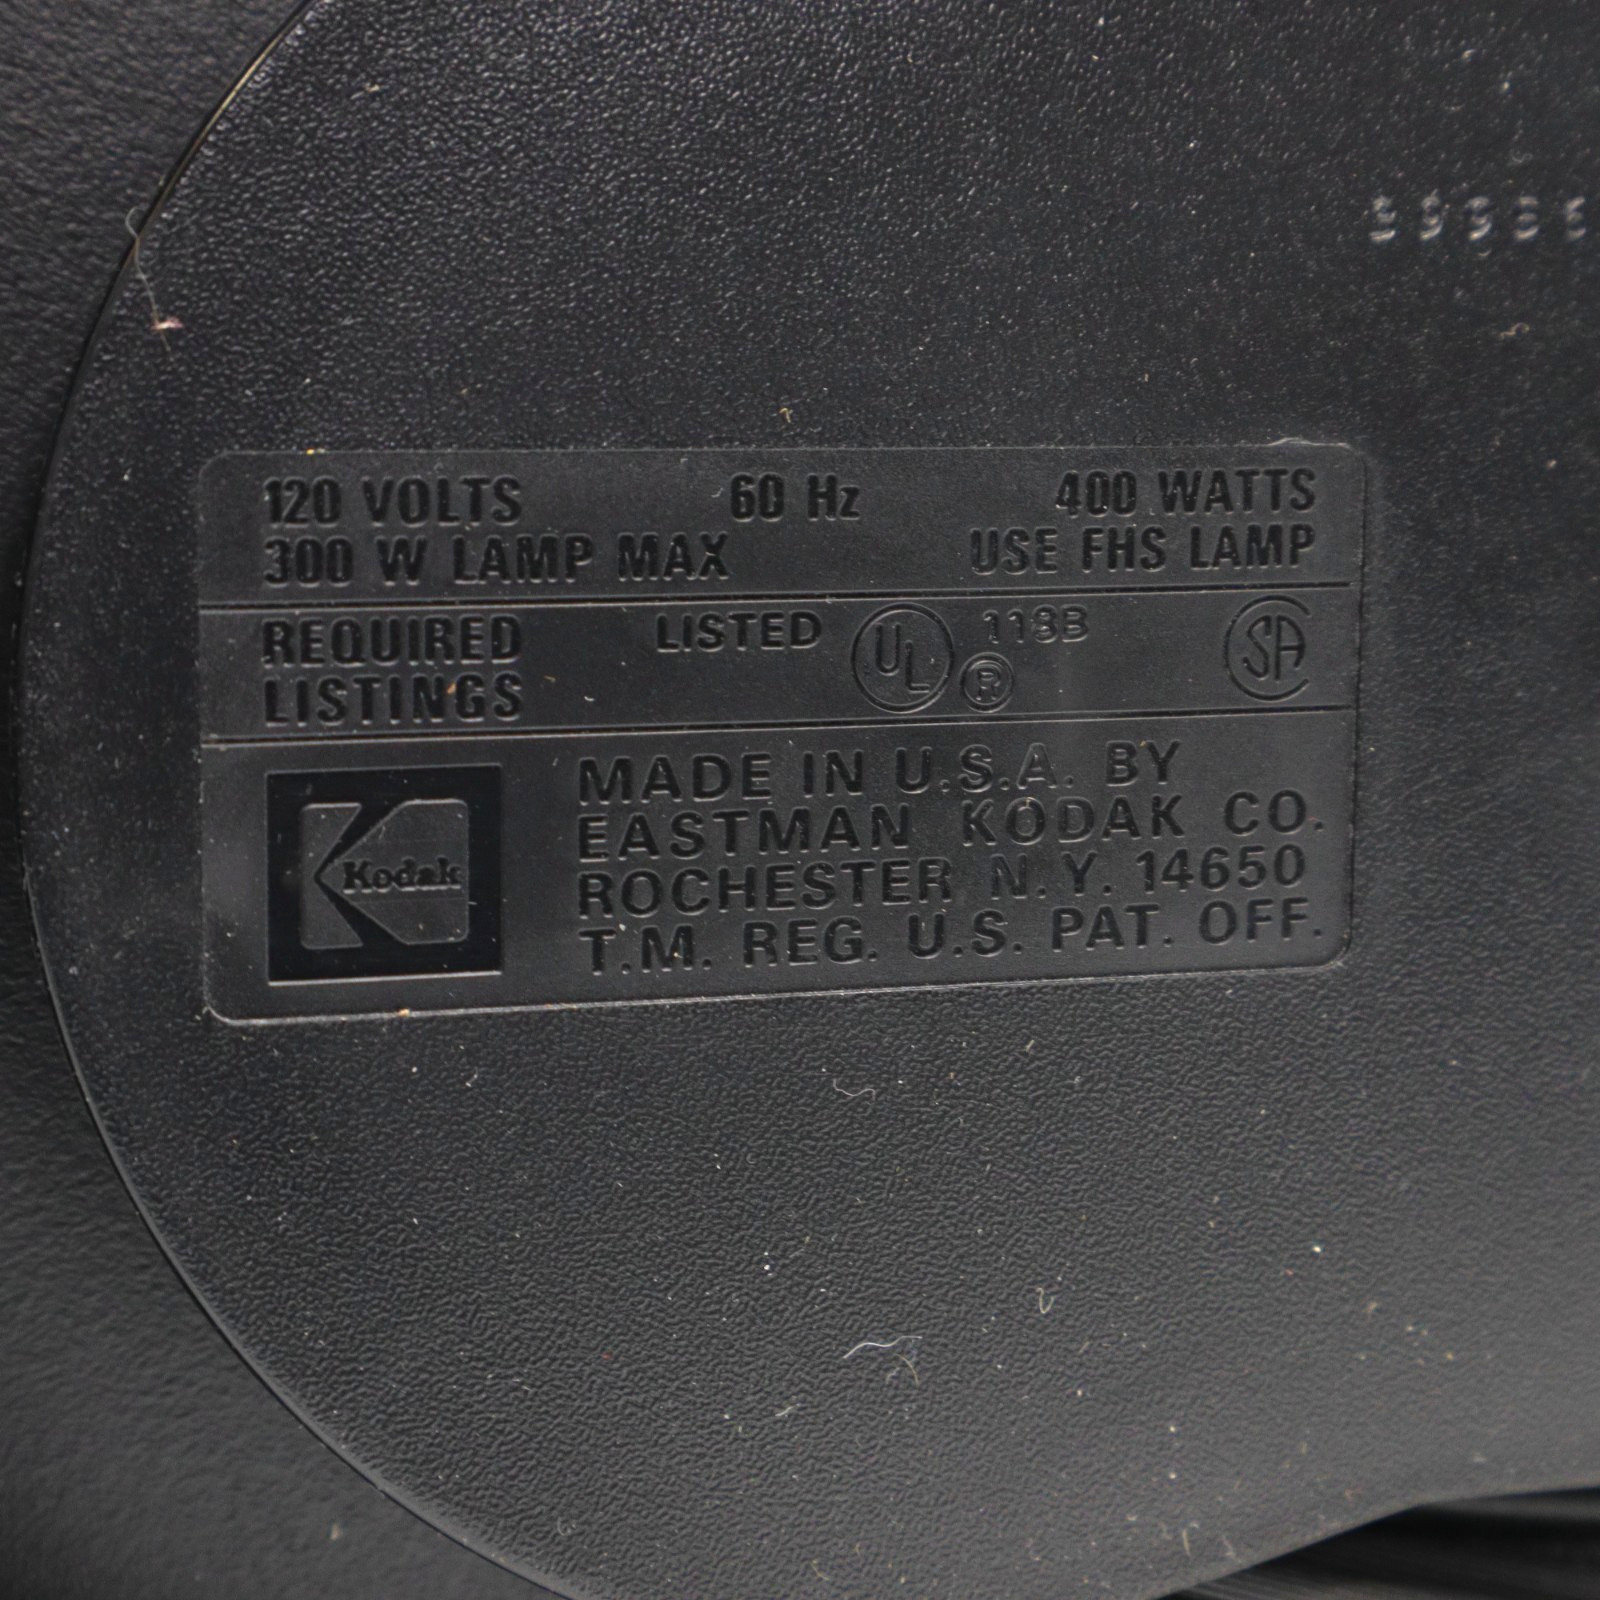 120 VOLTS 60 Hz 400 WATTS
300 W LAMP MAX USE FHS LAMP
REQUIRED LISTINGS
LISTED UL ® 118B SA
Kodak
MADE IN U.S.A. BY
EASTMAN KODAK CO.
ROCHESTER N.Y. 14650
T.M. REG. U.S. PAT. OFF.